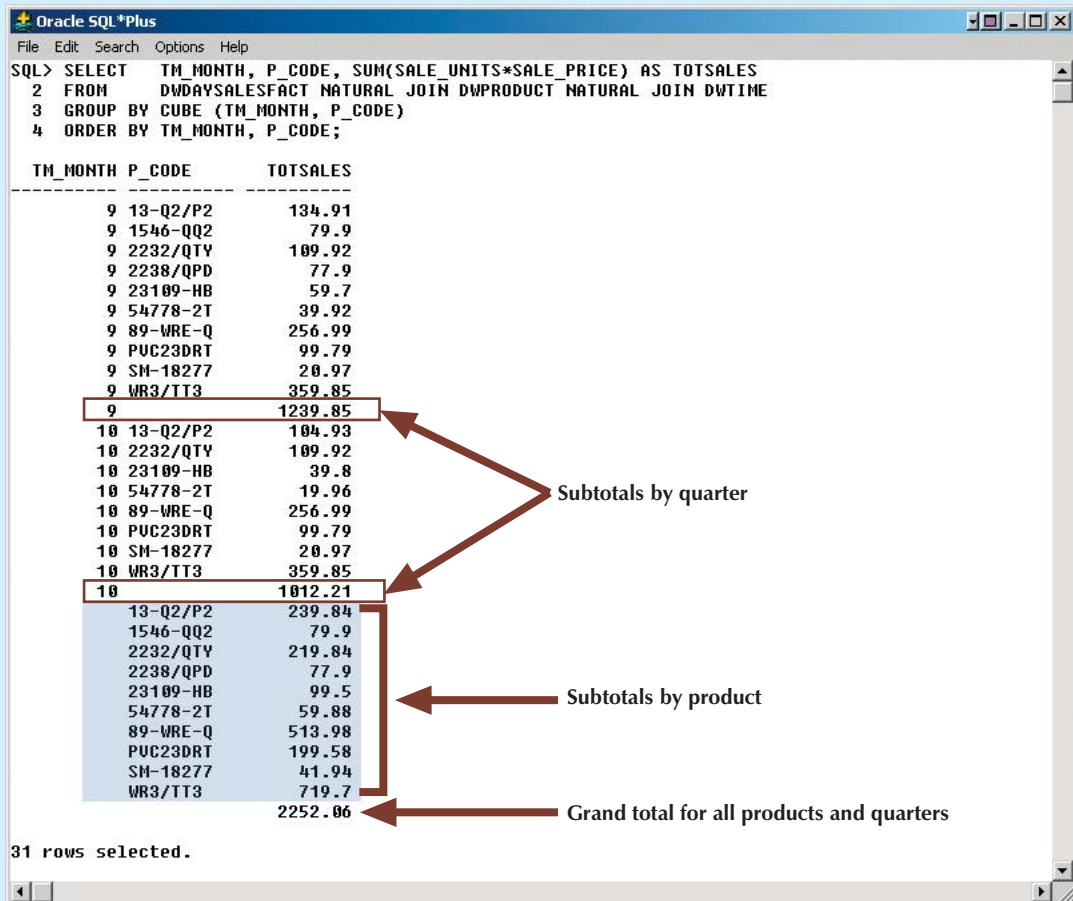 Oracle SQL*Plus
File Edit Search Options Help
SQL> SELECT TM_MONTH, P_CODE, SUM(SALE_UNITS*SALE_PRICE) AS TOTSALES
2 FROM DWDAYSALESFACT NATURAL JOIN DWPRODUCT NATURAL JOIN DWTIME
3 GROUP BY CUBE (TM_MONTH, P_CODE)
4 ORDER BY TM_MONTH, P_CODE;
TM_MONTH P_CODE TOTSALES
---------- ---------- ----------
9 13-Q2/P2 134.91
9 1546-QQ2 79.9
9 2232/QTY 109.92
9 2238/QPD 77.9
9 23109-HB 59.7
9 54778-2T 39.92
9 89-WRE-Q 256.99
9 PVC23DRT 99.79
9 SM-18277 20.97
9 WR3/TT3 359.85
9 1239.85
10 13-Q2/P2 104.93
10 2232/QTY 109.92
10 23109-HB 39.8
10 54778-2T 19.96
Subtotals by quarter
10 89-WRE-Q 256.99
10 PVC23DRT 99.79
10 SM-18277 20.97
10 WR3/TT3 359.85
10 1012.21
13-Q2/P2 239.84
1546-QQ2 79.9
2232/QTY 219.84
2238/QPD 77.9
23109-HB 99.5
Subtotals by product
54778-2T 59.88
89-WRE-Q 513.98
PVC23DRT 199.58
SM-18277 41.94
WR3/TT3 719.7
2252.06
Grand total for all products and quarters
31 rows selected.